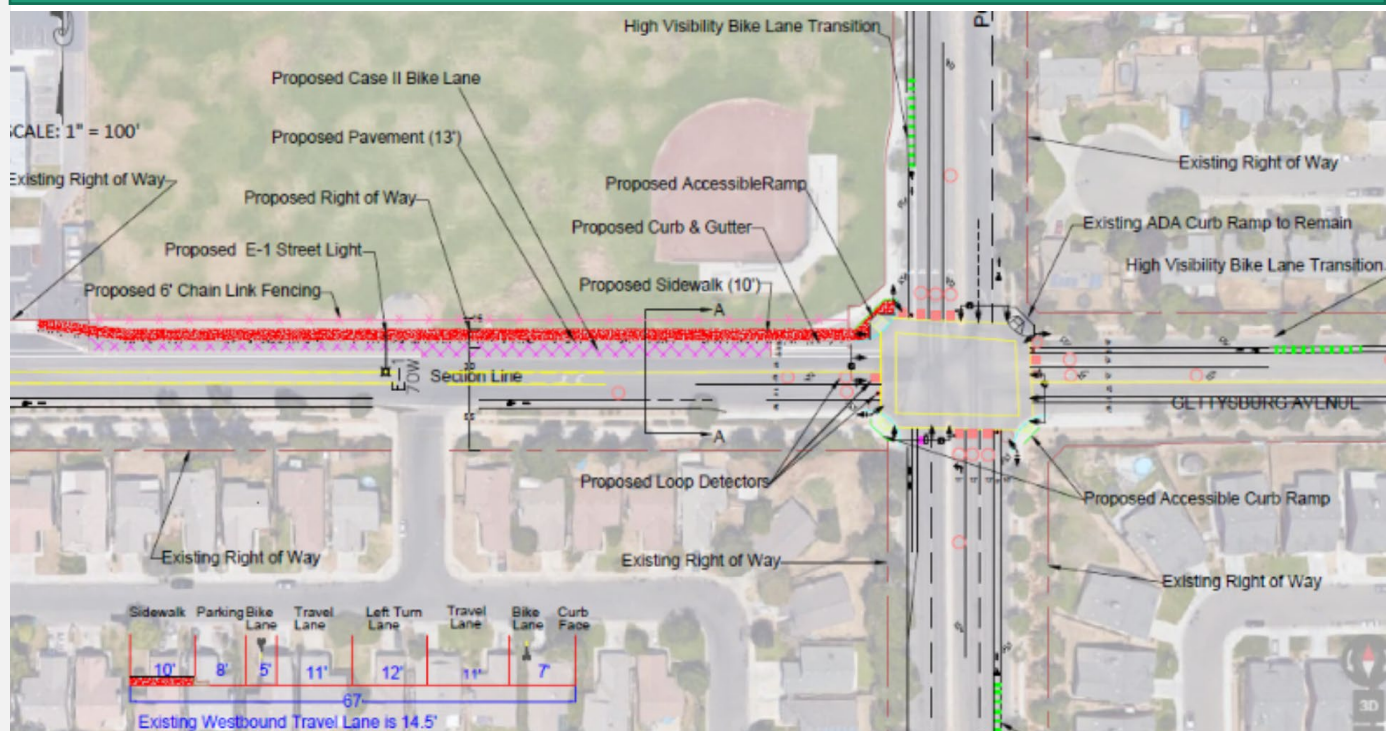 High Visibility Bike Lane Transition
Proposed Case II Bike Lane
SCALE: 1" = 100'
Proposed Pavement (13')
Existing Right of Way
Existing Right of Way
Proposed AccessibleRamp
Proposed Right of Way
Proposed Curb & Gutter
Existing ADA Curb Ramp to Remain
Proposed E-1 Street Light
High Visibility Bike Lane Transition
Proposed 6' Chain Link Fencing
Proposed Sidewalk (10')
A
Section Line
70W
GETTYSBURG AVENUE
A
Proposed Loop Detectors
Proposed Accessible Curb Ramp
Existing Right of Way
Existing Right of Way
Existing Right of Way
Sidewalk Parking Bike Lane Travel Lane Left Turn Lane Travel Lane Bike Lane Curb Face
10' 8' 5' 11' 12' 11' 7'
67
Existing Westbound Travel Lane is 14.5'
3D